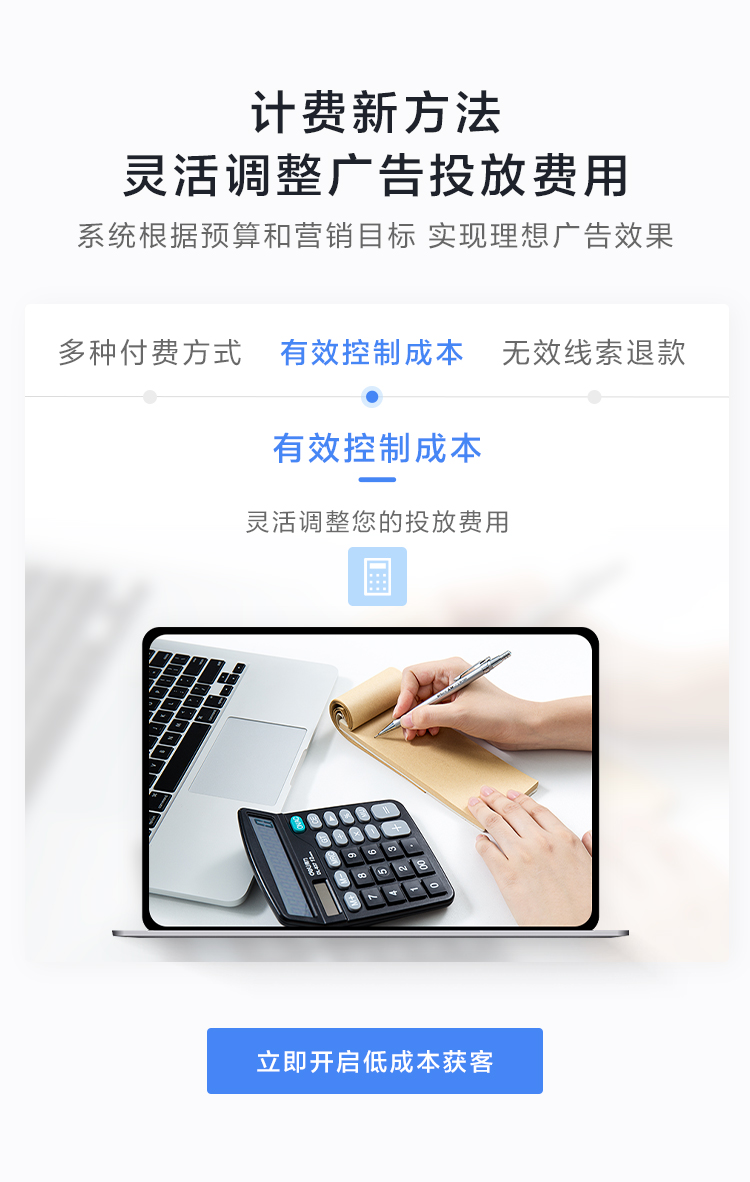 计费新方法
灵活调整广告投放费用
系统根据预算和营销目标 实现理想广告效果
多种付费方式 有效控制成本 无效线索退款
有效控制成本
灵活调整您的投放费用
立即开启低成本获客